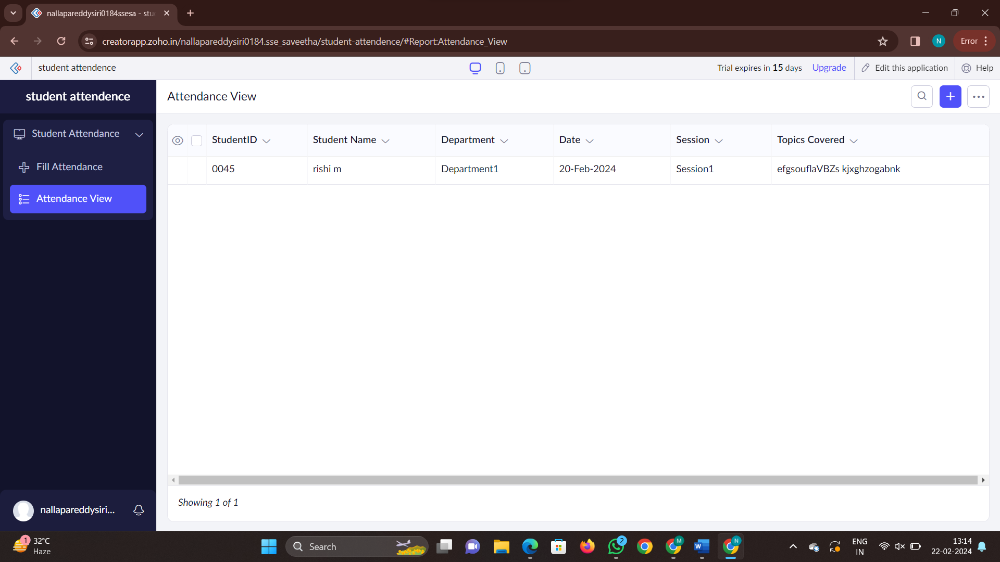 nallapareddysiri0184ssesa - stu
creatorapp.zoho.in/nallapareddysiri0184.sse_saveetha/student-attendence/#Report:Attendance_View
N
Error
student attendence
Trial expires in 15 days
Upgrade
Edit this application
Help
student attendence
Attendance View
Student Attendance
Fill Attendance
Attendance View
StudentID
Student Name
Department
Date
Session
Topics Covered
0045
rishi m
Department1
20-Feb-2024
Session1
efgsouflaVBZs kjxghzogabnk
Showing 1 of 1
nallapareddysiri...
1
32°C
Haze
Search
2
M
W
N
ENG
IN
13:14
22-02-2024